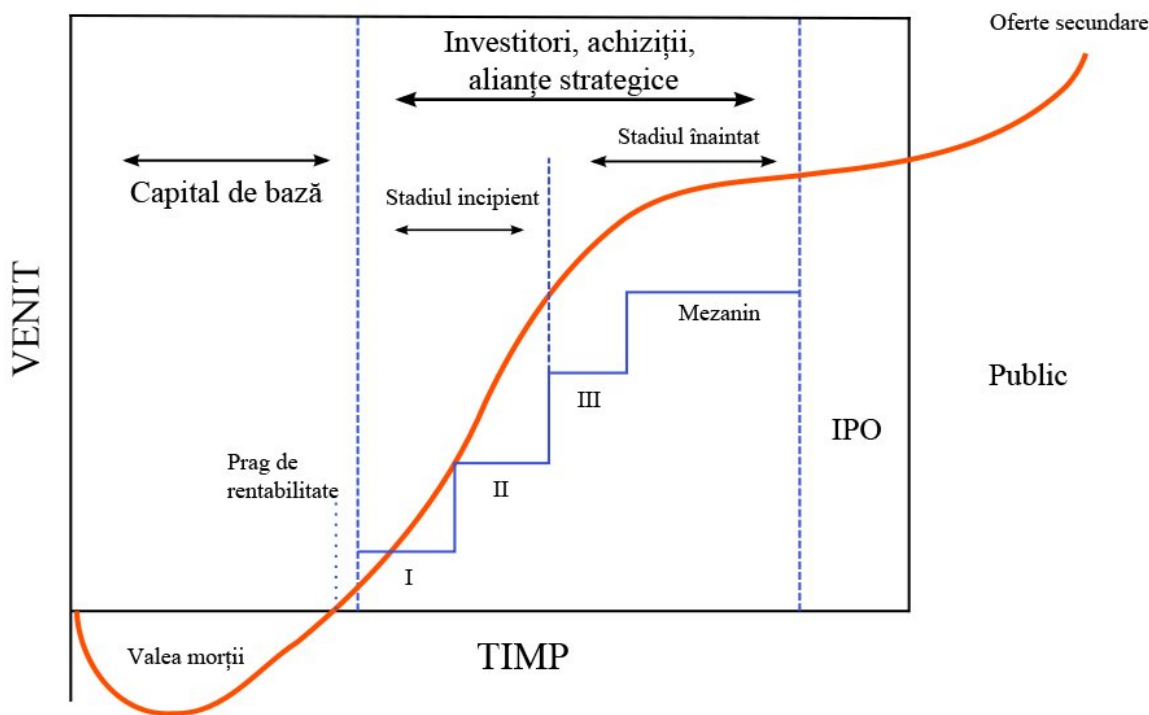 Oferte secundare
Investitori, achiziții,
alianțe strategice
Stadiul înaintat
Capital de bază
Stadiul incipient
VENIT
Mezanin
Public
III
IPO
Prag de
rentabilitate
II
I
Valea morții
TIMP